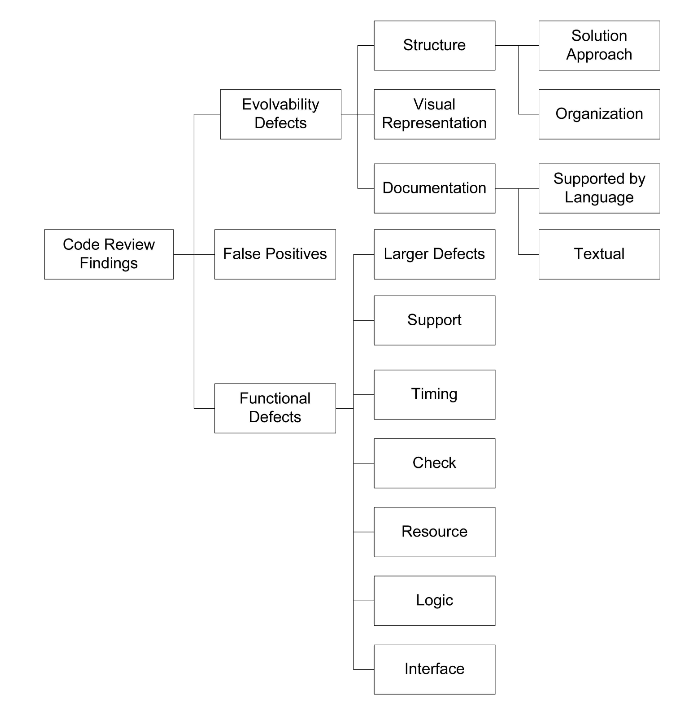 Code Review
Findings
Evolvability
Defects
Structure
Solution
Approach
Organization
Visual
Representation
Documentation
Supported by
Language
Textual
False Positives
Functional
Defects
Larger Defects
Support
Timing
Check
Resource
Logic
Interface